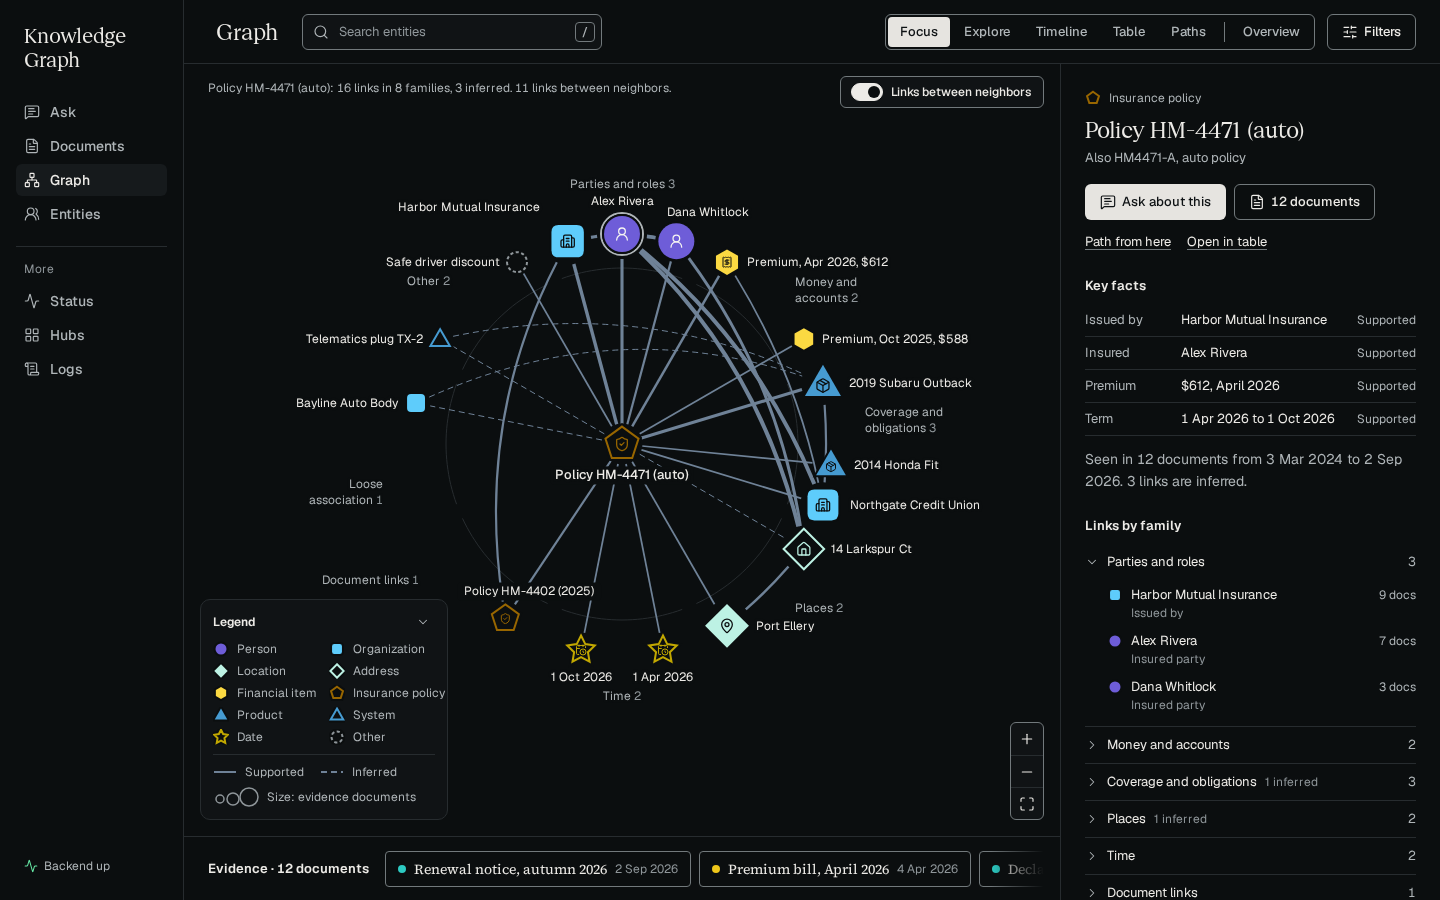 Knowledge
Graph
Ask
Documents
Graph
Entities
More
Status
Hubs
Logs
Backend up
Graph
Search entities
/
Focus
Explore
Timeline
Table
Paths
Overview
Filters
Policy HM-4471 (auto): 16 links in 8 families, 3 inferred. 11 links between neighbors.
Links between neighbors
Parties and roles 3
Alex Rivera
Harbor Mutual Insurance
Dana Whitlock
Safe driver discount
Other 2
Premium, Apr 2026, $612
Money and
accounts 2
Telematics plug TX-2
Premium, Oct 2025, $588
2019 Subaru Outback
Bayline Auto Body
Coverage and
obligations 3
2014 Honda Fit
Policy HM-4471 (auto)
Loose
association 1
Northgate Credit Union
14 Larkspur Ct
Document links 1
Policy HM-4402 (2025)
Places 2
Port Ellery
1 Oct 2026
1 Apr 2026
Time 2
Legend
Person
Organization
Location
Address
Financial item
Insurance policy
Product
System
Date
Other
Supported
Inferred
Size: evidence documents
Evidence · 12 documents
Renewal notice, autumn 2026 2 Sep 2026
Premium bill, April 2026 4 Apr 2026
Insurance policy
Policy HM-4471 (auto)
Also HM4471-A, auto policy
Ask about this
12 documents
Path from here
Open in table
Key facts
Issued by Harbor Mutual Insurance Supported
Insured Alex Rivera Supported
Premium $612, April 2026 Supported
Term 1 Apr 2026 to 1 Oct 2026 Supported
Seen in 12 documents from 3 Mar 2024 to 2 Sep
2026. 3 links are inferred.
Links by family
Parties and roles 3
Harbor Mutual Insurance 9 docs
Issued by
Alex Rivera 7 docs
Insured party
Dana Whitlock 3 docs
Insured party
Money and accounts 2
Coverage and obligations 1 inferred 3
Places 1 inferred 2
Time 2
Document links 1